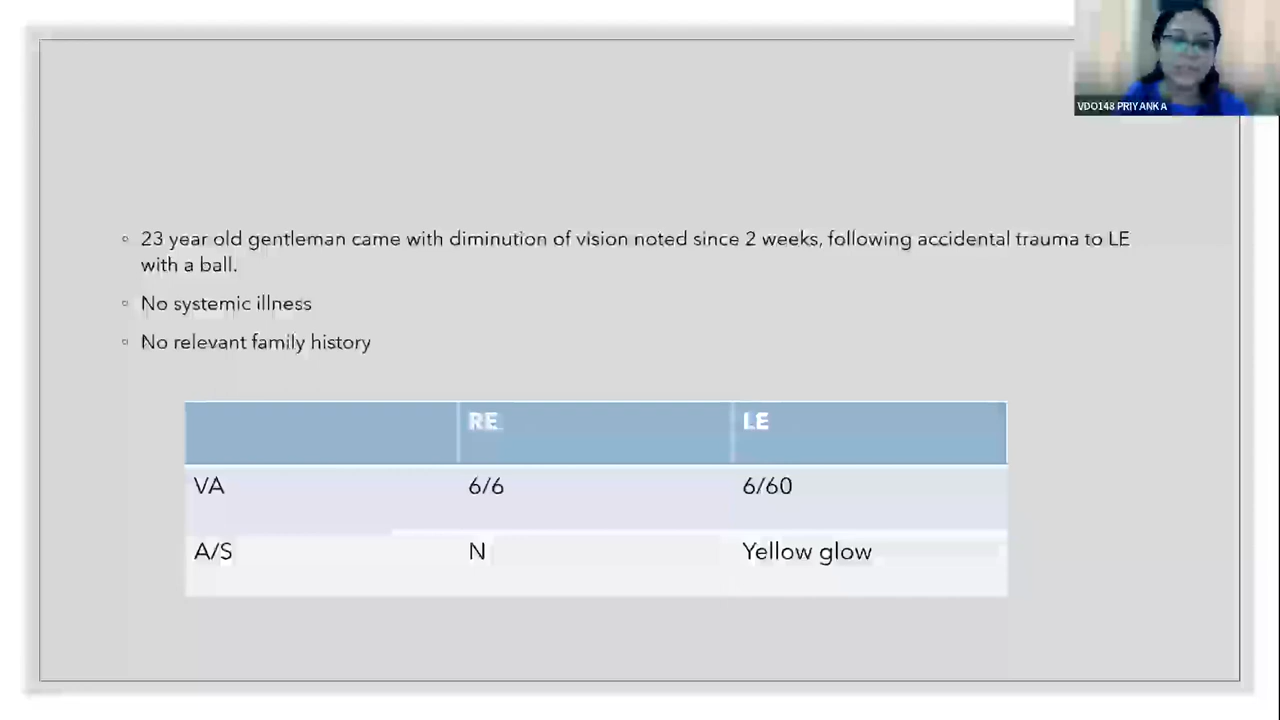 VDO148 PRIYANKA
◦ 23 year old gentleman came with diminution of vision noted since 2 weeks, following accidental trauma to LE
with a ball.
◦ No systemic illness
◦ No relevant family history
RE LE
VA 6/6 6/60
A/S N Yellow glow